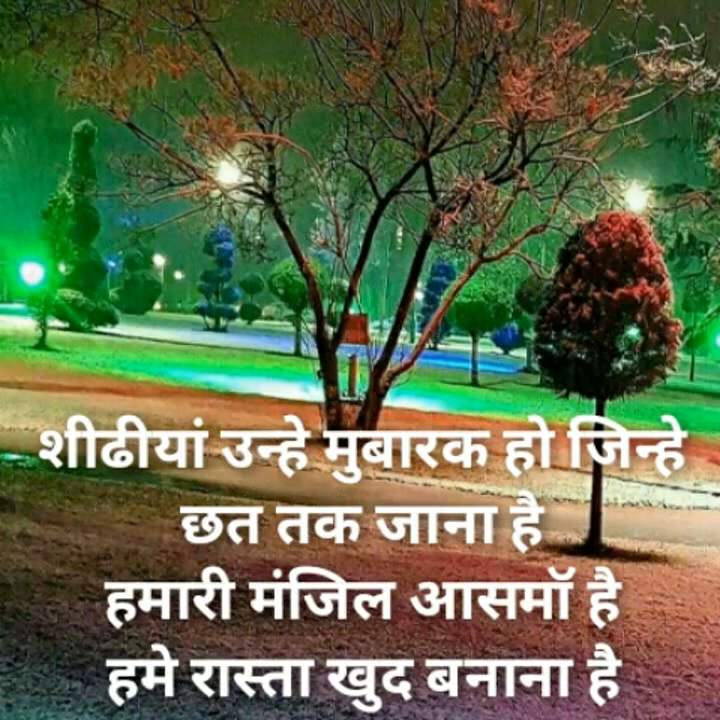 शीढीयां उन्हे मुबारक हो जिन्हे
छत तक जाना है
हमारी मंजिल आसमॉ है
हमे रास्ता खुद बनाना है